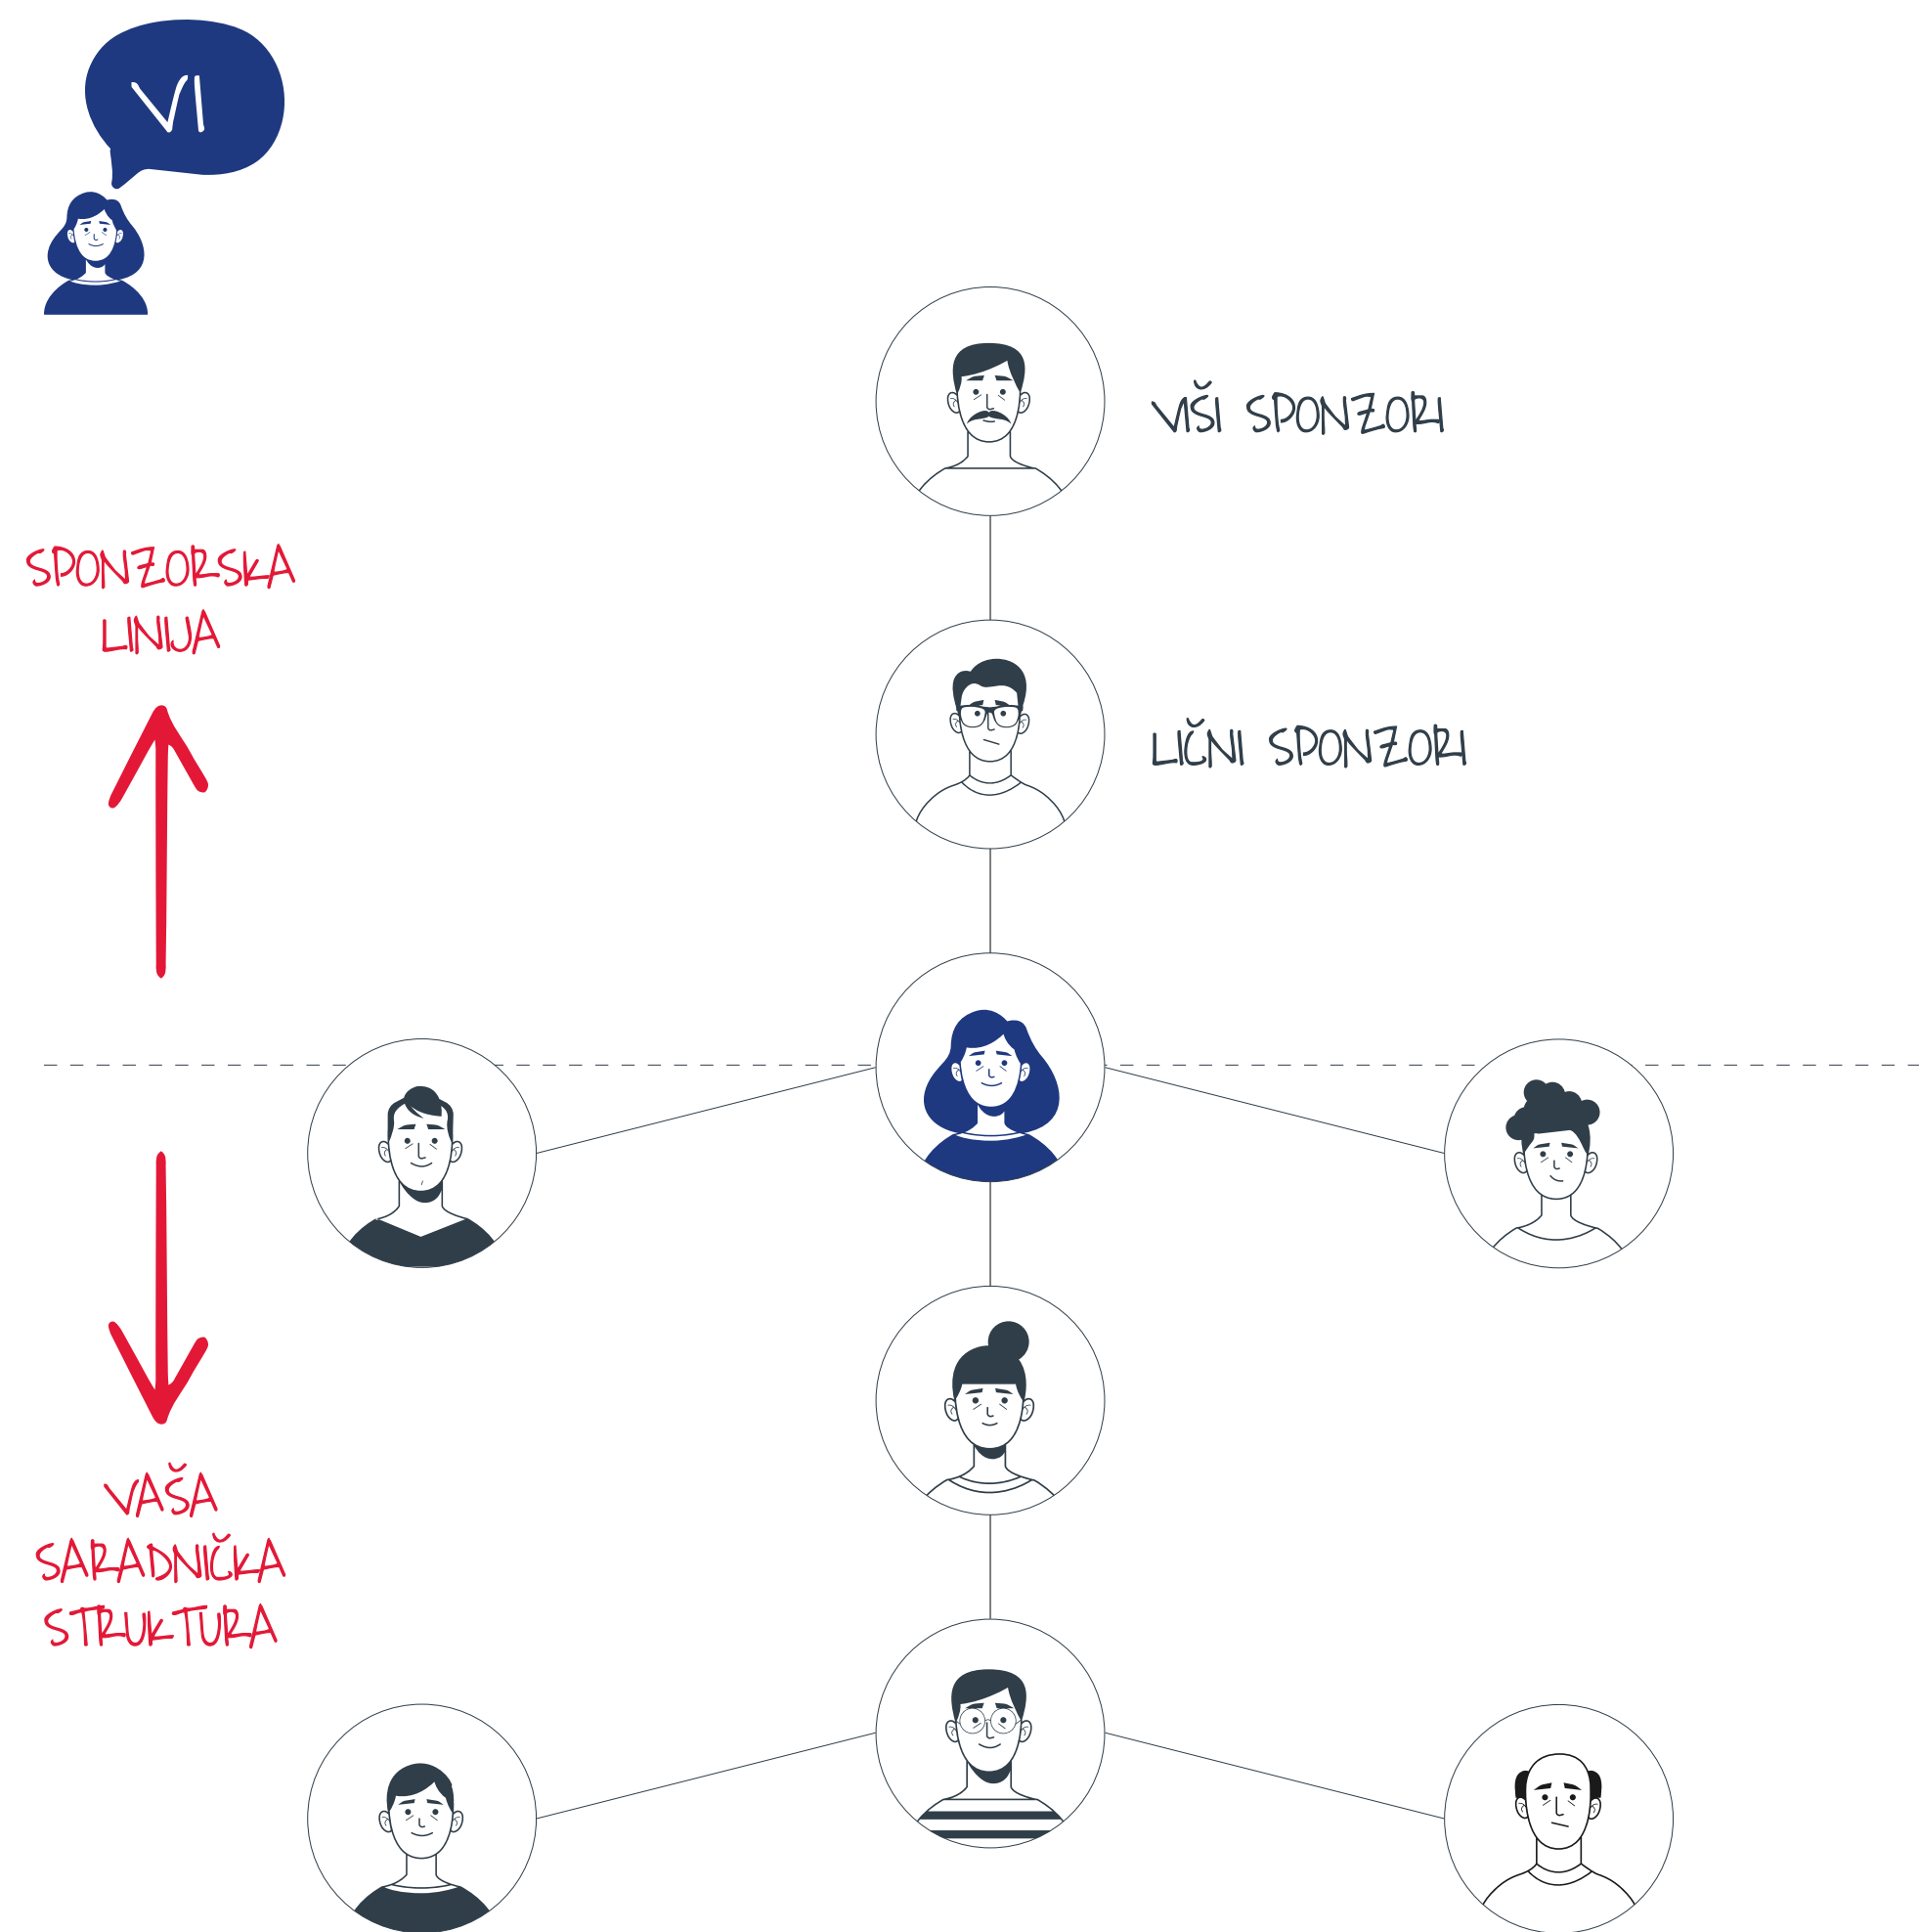 VI
VIŠI SPONZORI
SPONZORSKA
LINIJA
LIČNI SPONZORI
VAŠA
SARADNIČKA
STRUKTURA